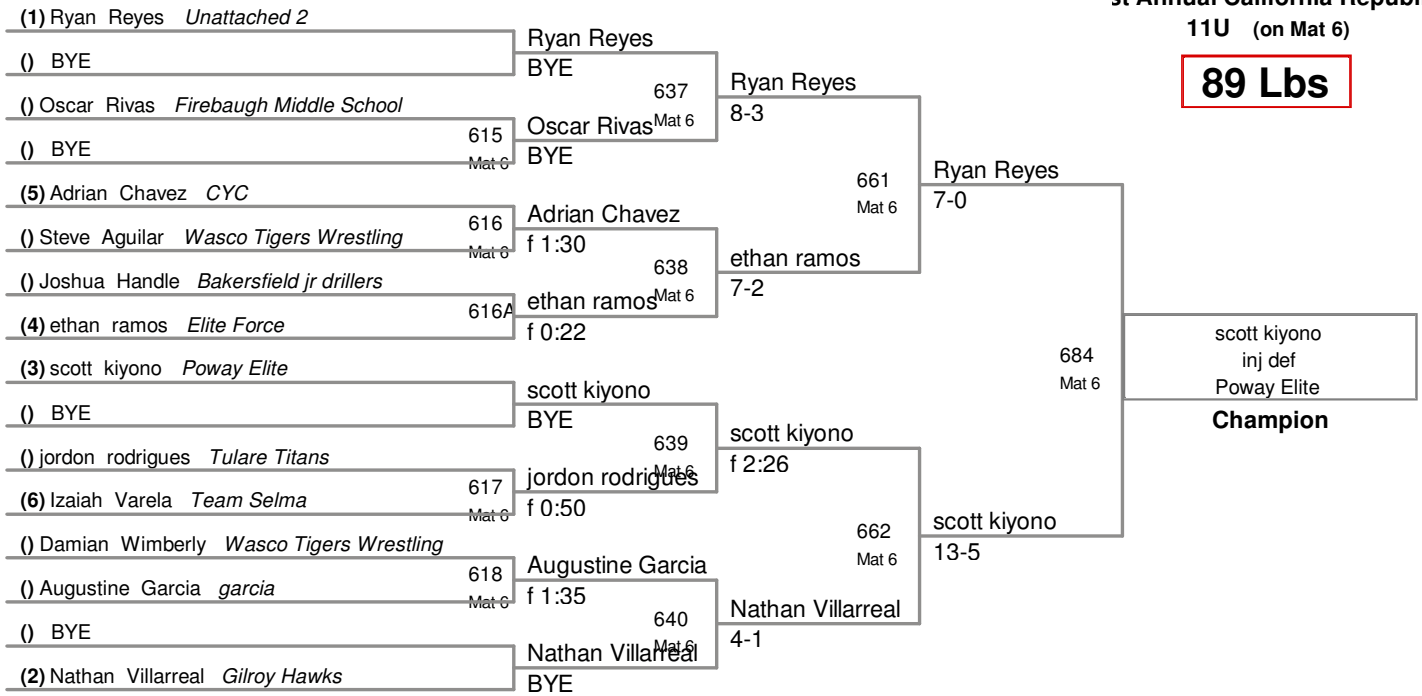 st Annual California Republ
11U (on Mat 6)
89 Lbs
(1) Ryan Reyes Unattached 2
() BYE
() Oscar Rivas Firebaugh Middle School
() BYE
(5) Adrian Chavez CYC
() Steve Aguilar Wasco Tigers Wrestling
() Joshua Handle Bakersfield jr drillers
(4) ethan ramos Elite Force
(3) scott kiyono Poway Elite
() BYE
() jordon rodrigues Tulare Titans
(6) Izaiah Varela Team Selma
() Damian Wimberly Wasco Tigers Wrestling
() Augustine Garcia garcia
() BYE
(2) Nathan Villarreal Gilroy Hawks
615
Mat 6
616
Mat 6
616A
617
Mat 6
618
Mat 6
Ryan Reyes
BYE
Oscar Rivas
BYE
Adrian Chavez
f 1:30
ethan ramos
f 0:22
scott kiyono
BYE
jordon rodrigues
f 0:50
Augustine Garcia
f 1:35
Nathan Villarreal
BYE
637
Mat 6
638
Mat 6
639
Mat 6
640
Mat 6
Ryan Reyes
8-3
ethan ramos
7-2
scott kiyono
f 2:26
Nathan Villarreal
4-1
661
Mat 6
662
Mat 6
Ryan Reyes
7-0
scott kiyono
13-5
684
Mat 6
scott kiyono
inj def
Poway Elite
Champion